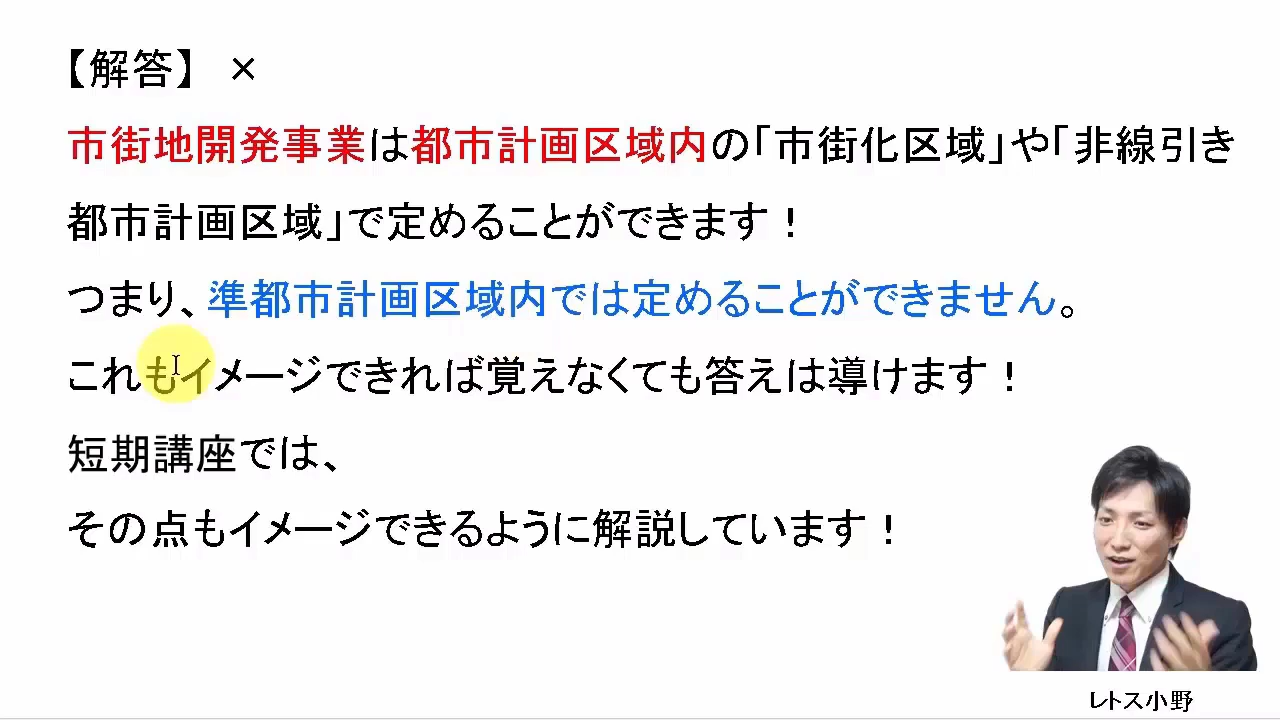 【解答】 ×
市街地開発事業は都市計画区域内の「市街化区域」や「非線引き
都市計画区域」で定めることができます！
つまり、準都市計画区域内では定めることができません。
これもイメージできれば覚えなくても答えは導けます！
短期講座では、
その点もイメージできるように解説しています！
レトス小野